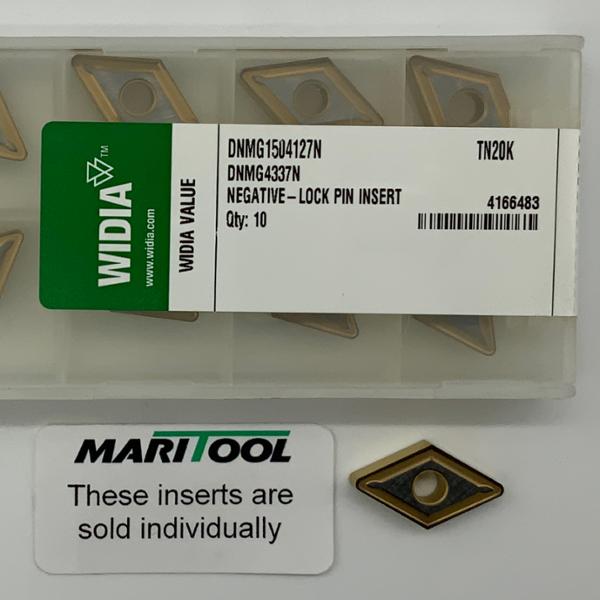 WIDIA™
www.widia.com
WIDIA VALUE
DNMG1504127N
TN20K
DNMG4337N
NEGATIVE-LOCK PIN INSERT
4166483
Qty: 10
MARITOOL
These inserts are
sold individually